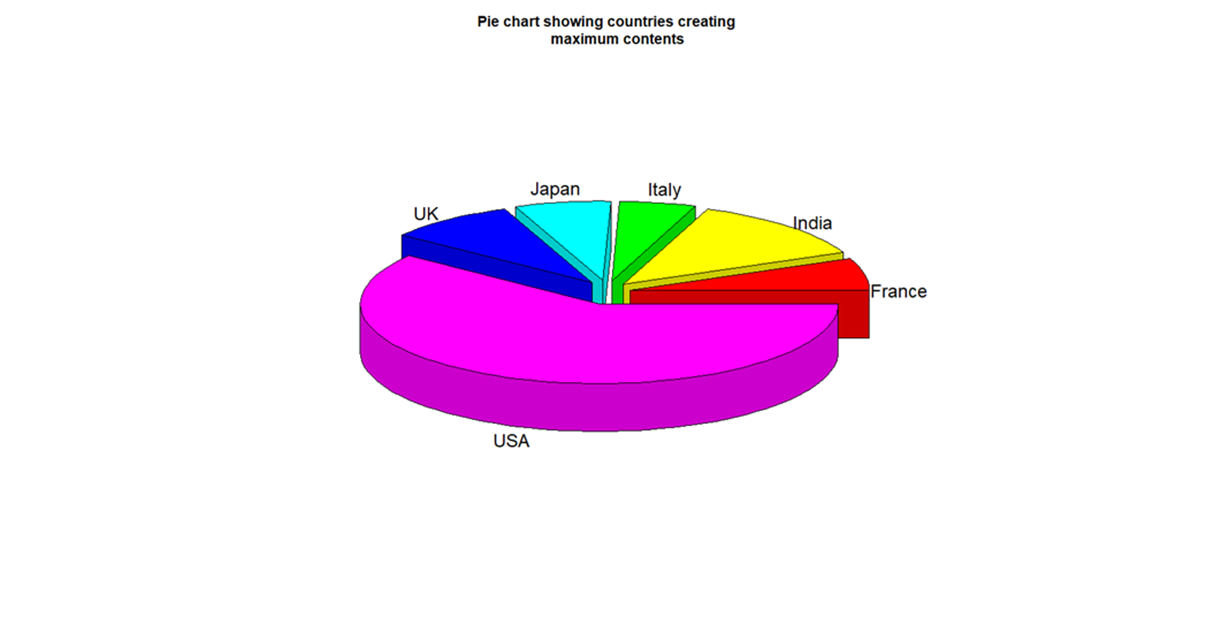 Pie chart showing countries creating
maximum contents
Japan
Italy
UK
India
France
USA